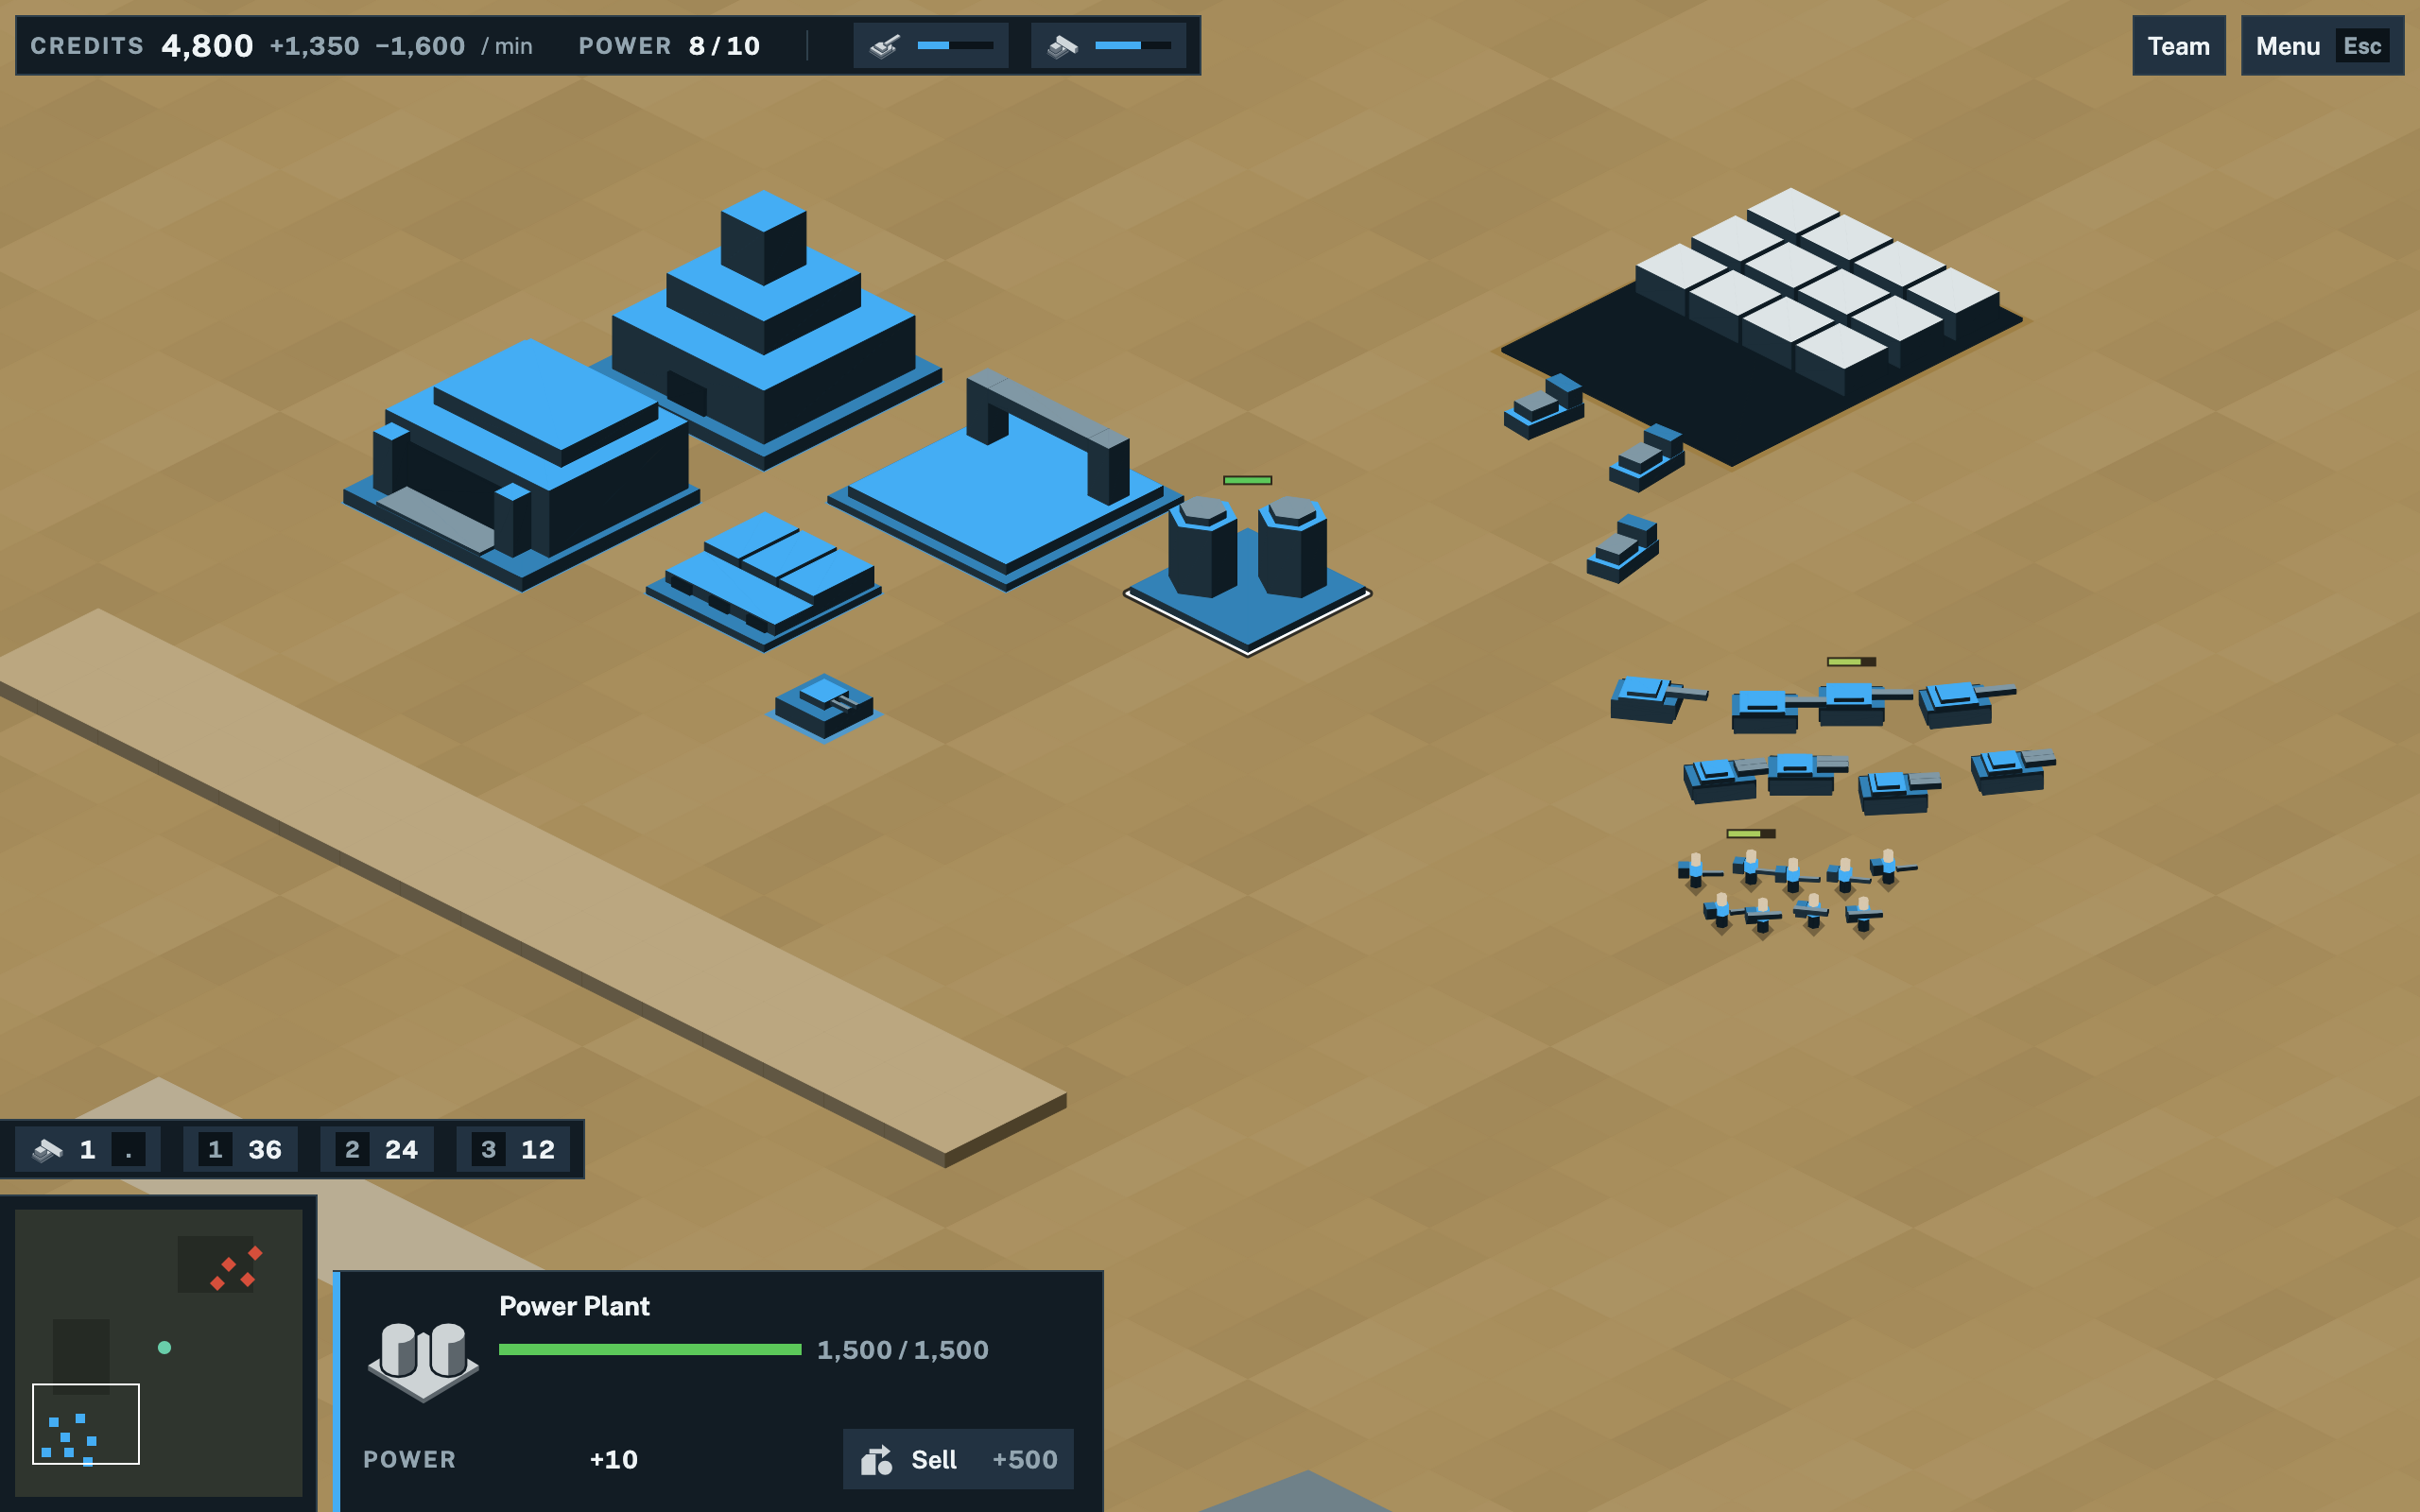 CREDITS 4,800 +1,350 −1,600 / min POWER 8 / 10
Team
Menu Esc
1 .
1 36
2 24
3 12
Power Plant
1,500 / 1,500
POWER +10
Sell +500